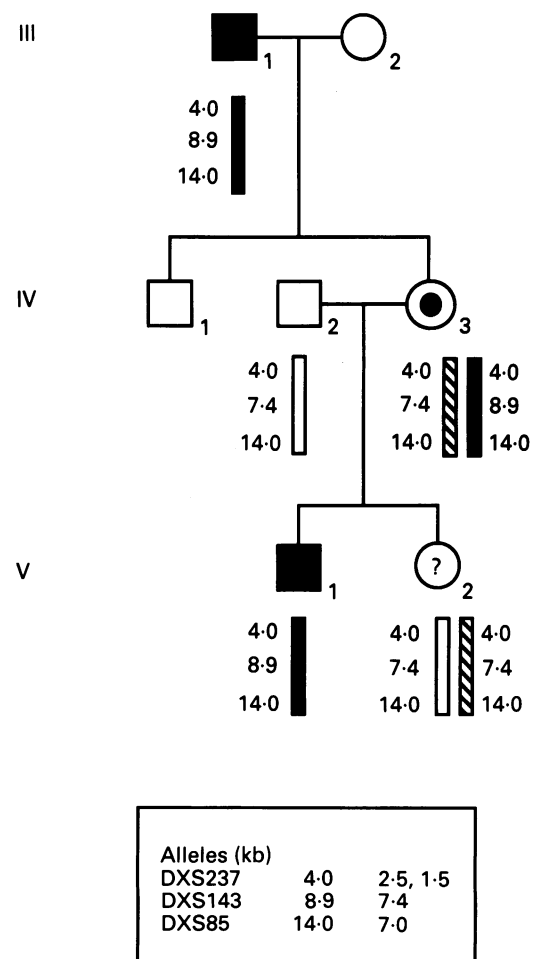 III
1 2
4·0
8·9
14·0
IV
1 2 3
4·0 4·0 4·0
7·4 7·4 8·9
14·0 14·0 14·0
V
? 
1 2
4·0 4·0 4·0
8·9 7·4 7·4
14·0 14·0 14·0
Alleles (kb)
DXS237 4·0 2·5, 1·5
DXS143 8·9 7·4
DXS85 14·0 7·0